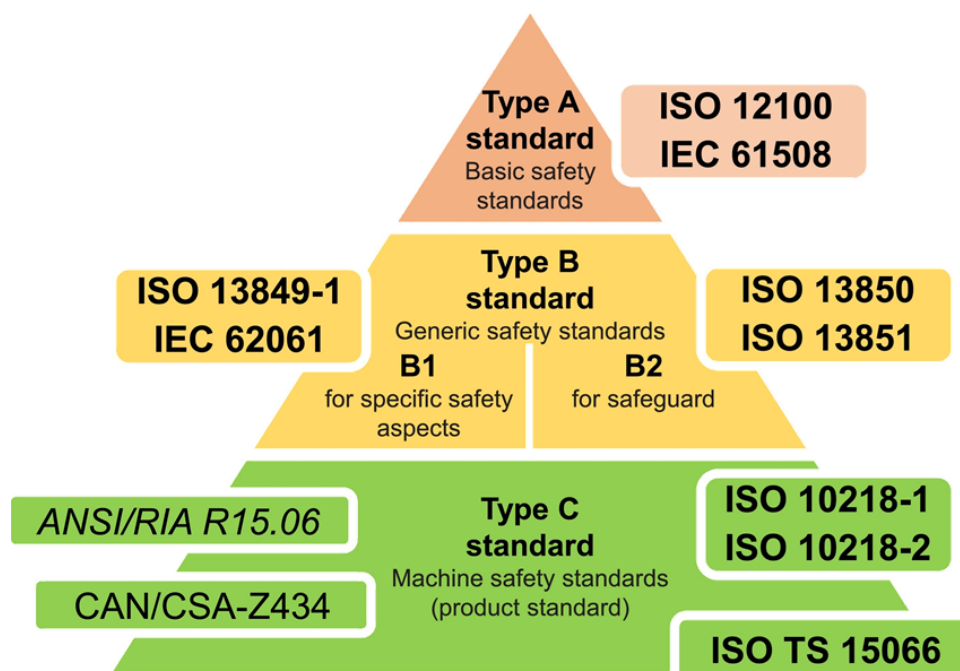 Type A
standard
Basic safety
standards
ISO 12100
IEC 61508
ISO 13849-1
IEC 62061
Type B
standard
Generic safety standards
ISO 13850
ISO 13851
B1
for specific safety
aspects
B2
for safeguard
ANSI/RIA R15.06
CAN/CSA-Z434
Type C
standard
Machine safety standards
(product standard)
ISO 10218-1
ISO 10218-2
ISO TS 15066